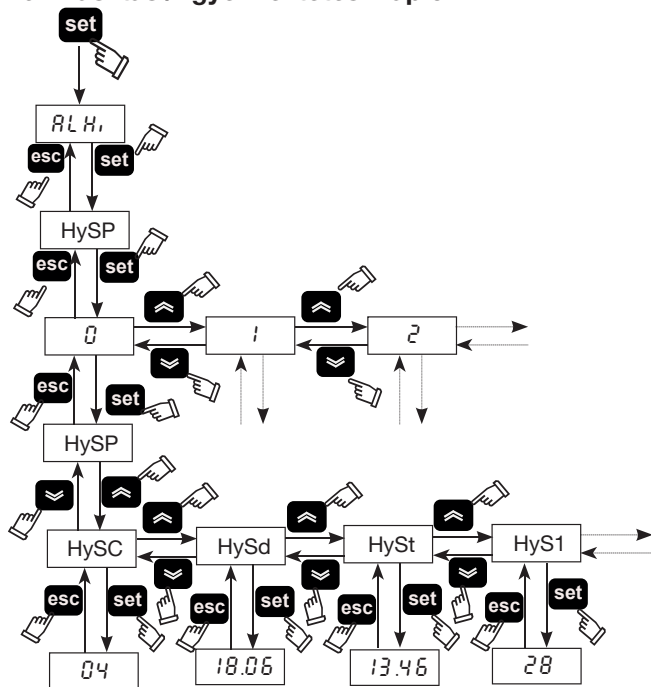 set
ALHi
esc set
HySP
esc set
0 1 2
esc set
HySP
HySC HySd HySt HyS1
esc set esc set esc set esc set
04 18.06 13.46 28